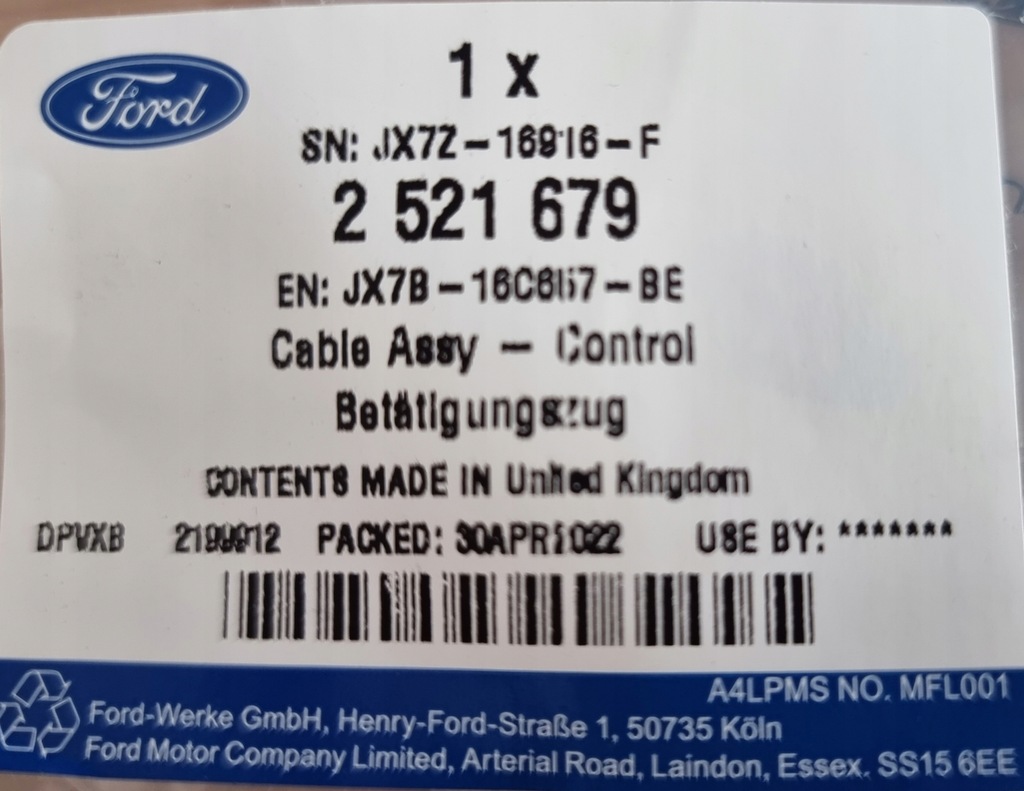 Ford
1 x
SN: JX7Z-16916-F
2 521 679
EN: JX7B-16C657-BE
Cable Assy - Control
Betätigungszug
CONTENTS MADE IN United Kingdom
DPVXB PACKED: 30APR2022 USE BY: *******
A4LPMS NO. MFL001
Ford-Werke GmbH, Henry-Ford-Straße 1, 50735 Köln
Ford Motor Company Limited, Arterial Road, Laindon, Essex. SS15 6EE